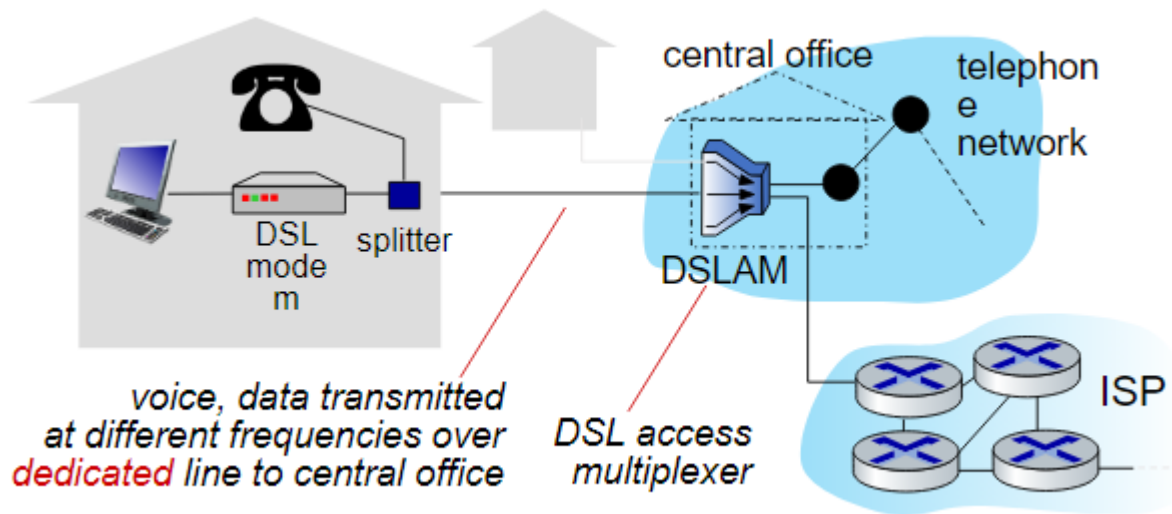 central office
telephon
e
network
DSL
mode
m
splitter
DSLAM
voice, data transmitted
at different frequencies over
dedicated line to central office
DSL access
multiplexer
ISP